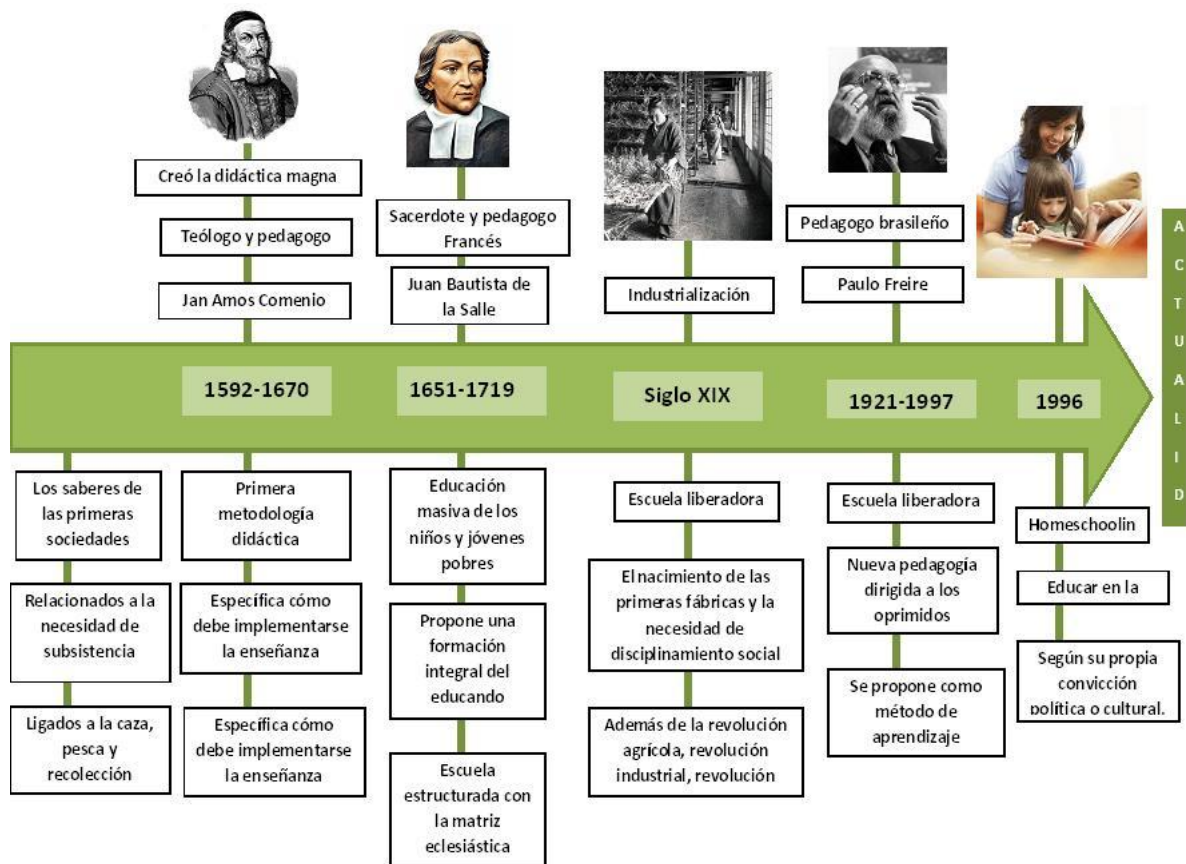 Creó la didáctica magna
Teólogo y pedagogo
Jan Amos Comenio
Sacerdote y pedagogo
Francés
Juan Bautista de
la Salle
Industrialización
Pedagogo brasileño
Paulo Freire
A
C
T
U
A
L
I
D
1592-1670
1651-1719
Siglo XIX
1921-1997
1996
Los saberes de
las primeras
sociedades
Relacionados a la
necesidad de
subsistencia
Ligados a la caza,
pesca y
recolección
Primera
metodología
didáctica
Específica cómo
debe implementarse
la enseñanza
Específica cómo
debe implementarse
la enseñanza
Educación
masiva de los
niños y jóvenes
pobres
Propone una
formación
integral del
educando
Escuela
estructurada con
la matriz
eclesiástica
Escuela liberadora
El nacimiento de las
primeras fábricas y la
necesidad de
disciplinamiento social
Además de la revolución
agrícola, revolución
industrial, revolución
Escuela liberadora
Nueva pedagogía
dirigida a los
oprimidos
Se propone como
método de
aprendizaje
Homeschoolin
Educar en la
Según su propia
convicción
política o cultural.